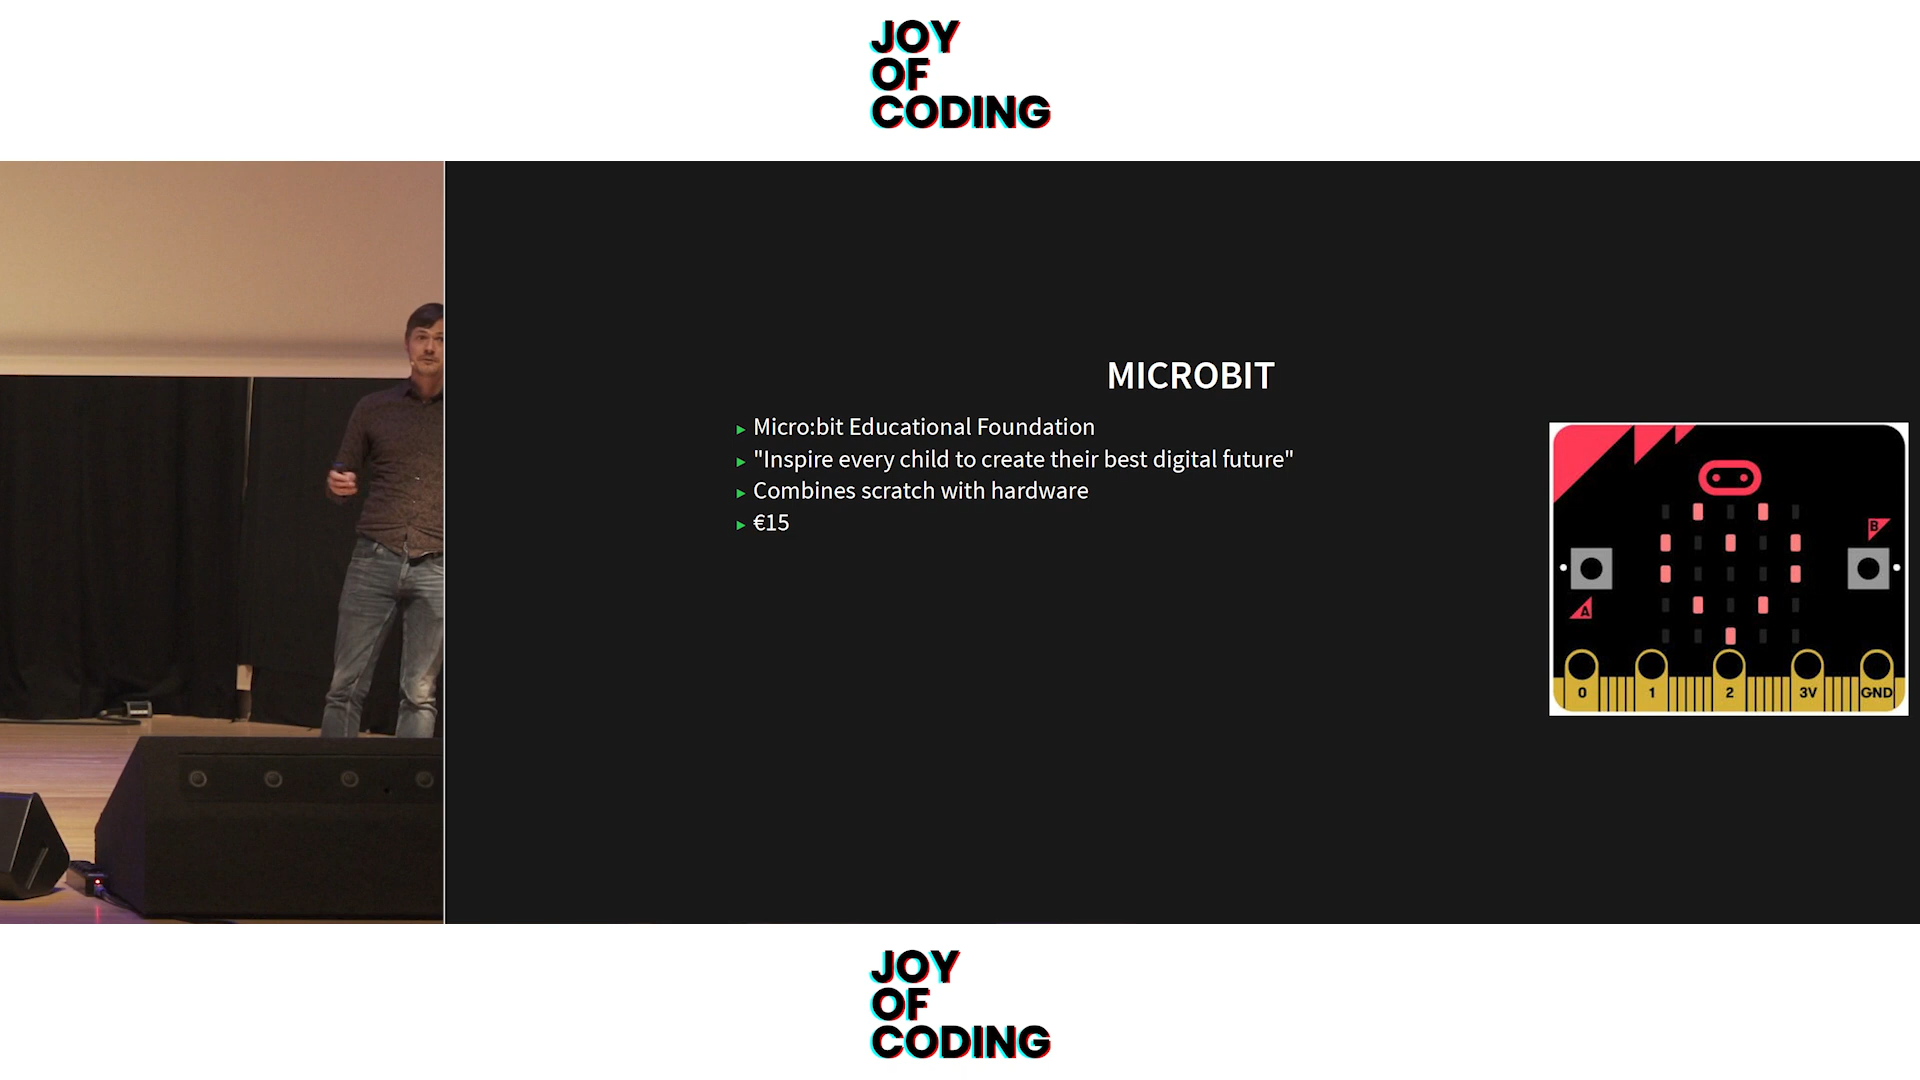 JOY
OF
CODING
MICROBIT
Micro:bit Educational Foundation
"Inspire every child to create their best digital future"
Combines scratch with hardware
€15
B
A
0 1 2 3V GND
JOY
OF
CODING